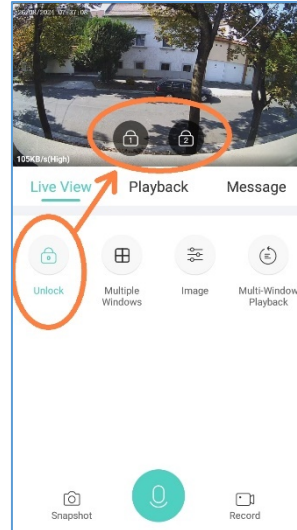 105KB/s(High)
1 2
Live View Playback Message
Unlock
Multiple
Windows
Image
Multi-Window
Playback
Snapshot
Record